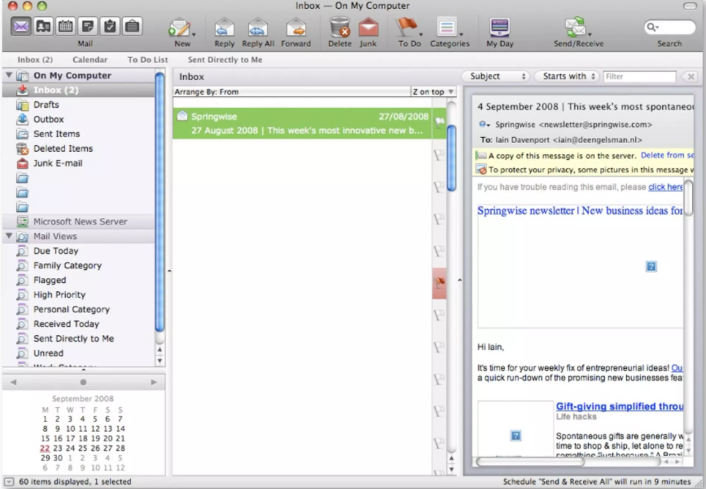 Inbox — On My Computer
Mail
New
Reply
Reply All
Forward
Delete
Junk
To Do
Categories
My Day
Send/Receive
Search
Inbox (2)
Calendar
To Do List
Sent Directly to Me
On My Computer
Inbox (2)
Drafts
Outbox
Sent Items
Deleted Items
Junk E-mail
Microsoft News Server
Mail Views
Due Today
Family Category
Flagged
High Priority
Personal Category
Received Today
Sent Directly to Me
Unread
September 2008
M T W T F S S
1 2 3 4 5 6 7
8 9 10 11 12 13 14
15 16 17 18 19 20 21
22 23 24 25 26 27 28
29 30 1 2 3 4 5
6 7 8 9 10 11 12
60 items displayed, 1 selected
Inbox
Arrange By: From
Z on top
Springwise 27/08/2008
27 August 2008 | This week's most innovative new b...
Subject
Starts with
Filter
4 September 2008 | This week's most spontaneo
Springwise <newsletter@springwise.com>
To: Iain Davenport <iain@deengelsman.nl>
A copy of this message is on the server. Delete from se
To protect your privacy, some pictures in this message w
If you have trouble reading this email, please click here
Springwise newsletter | New business ideas for
Hi Iain,
It's time for your weekly fix of entrepreneurial ideas! Ou
a quick run-down of the promising new businesses fea
Gift-giving simplified throu
Life hacks
Spontaneous gifts are generally w
time to shop & ship, let alone to re
Schedule "Send & Receive All" will run in 9 minutes